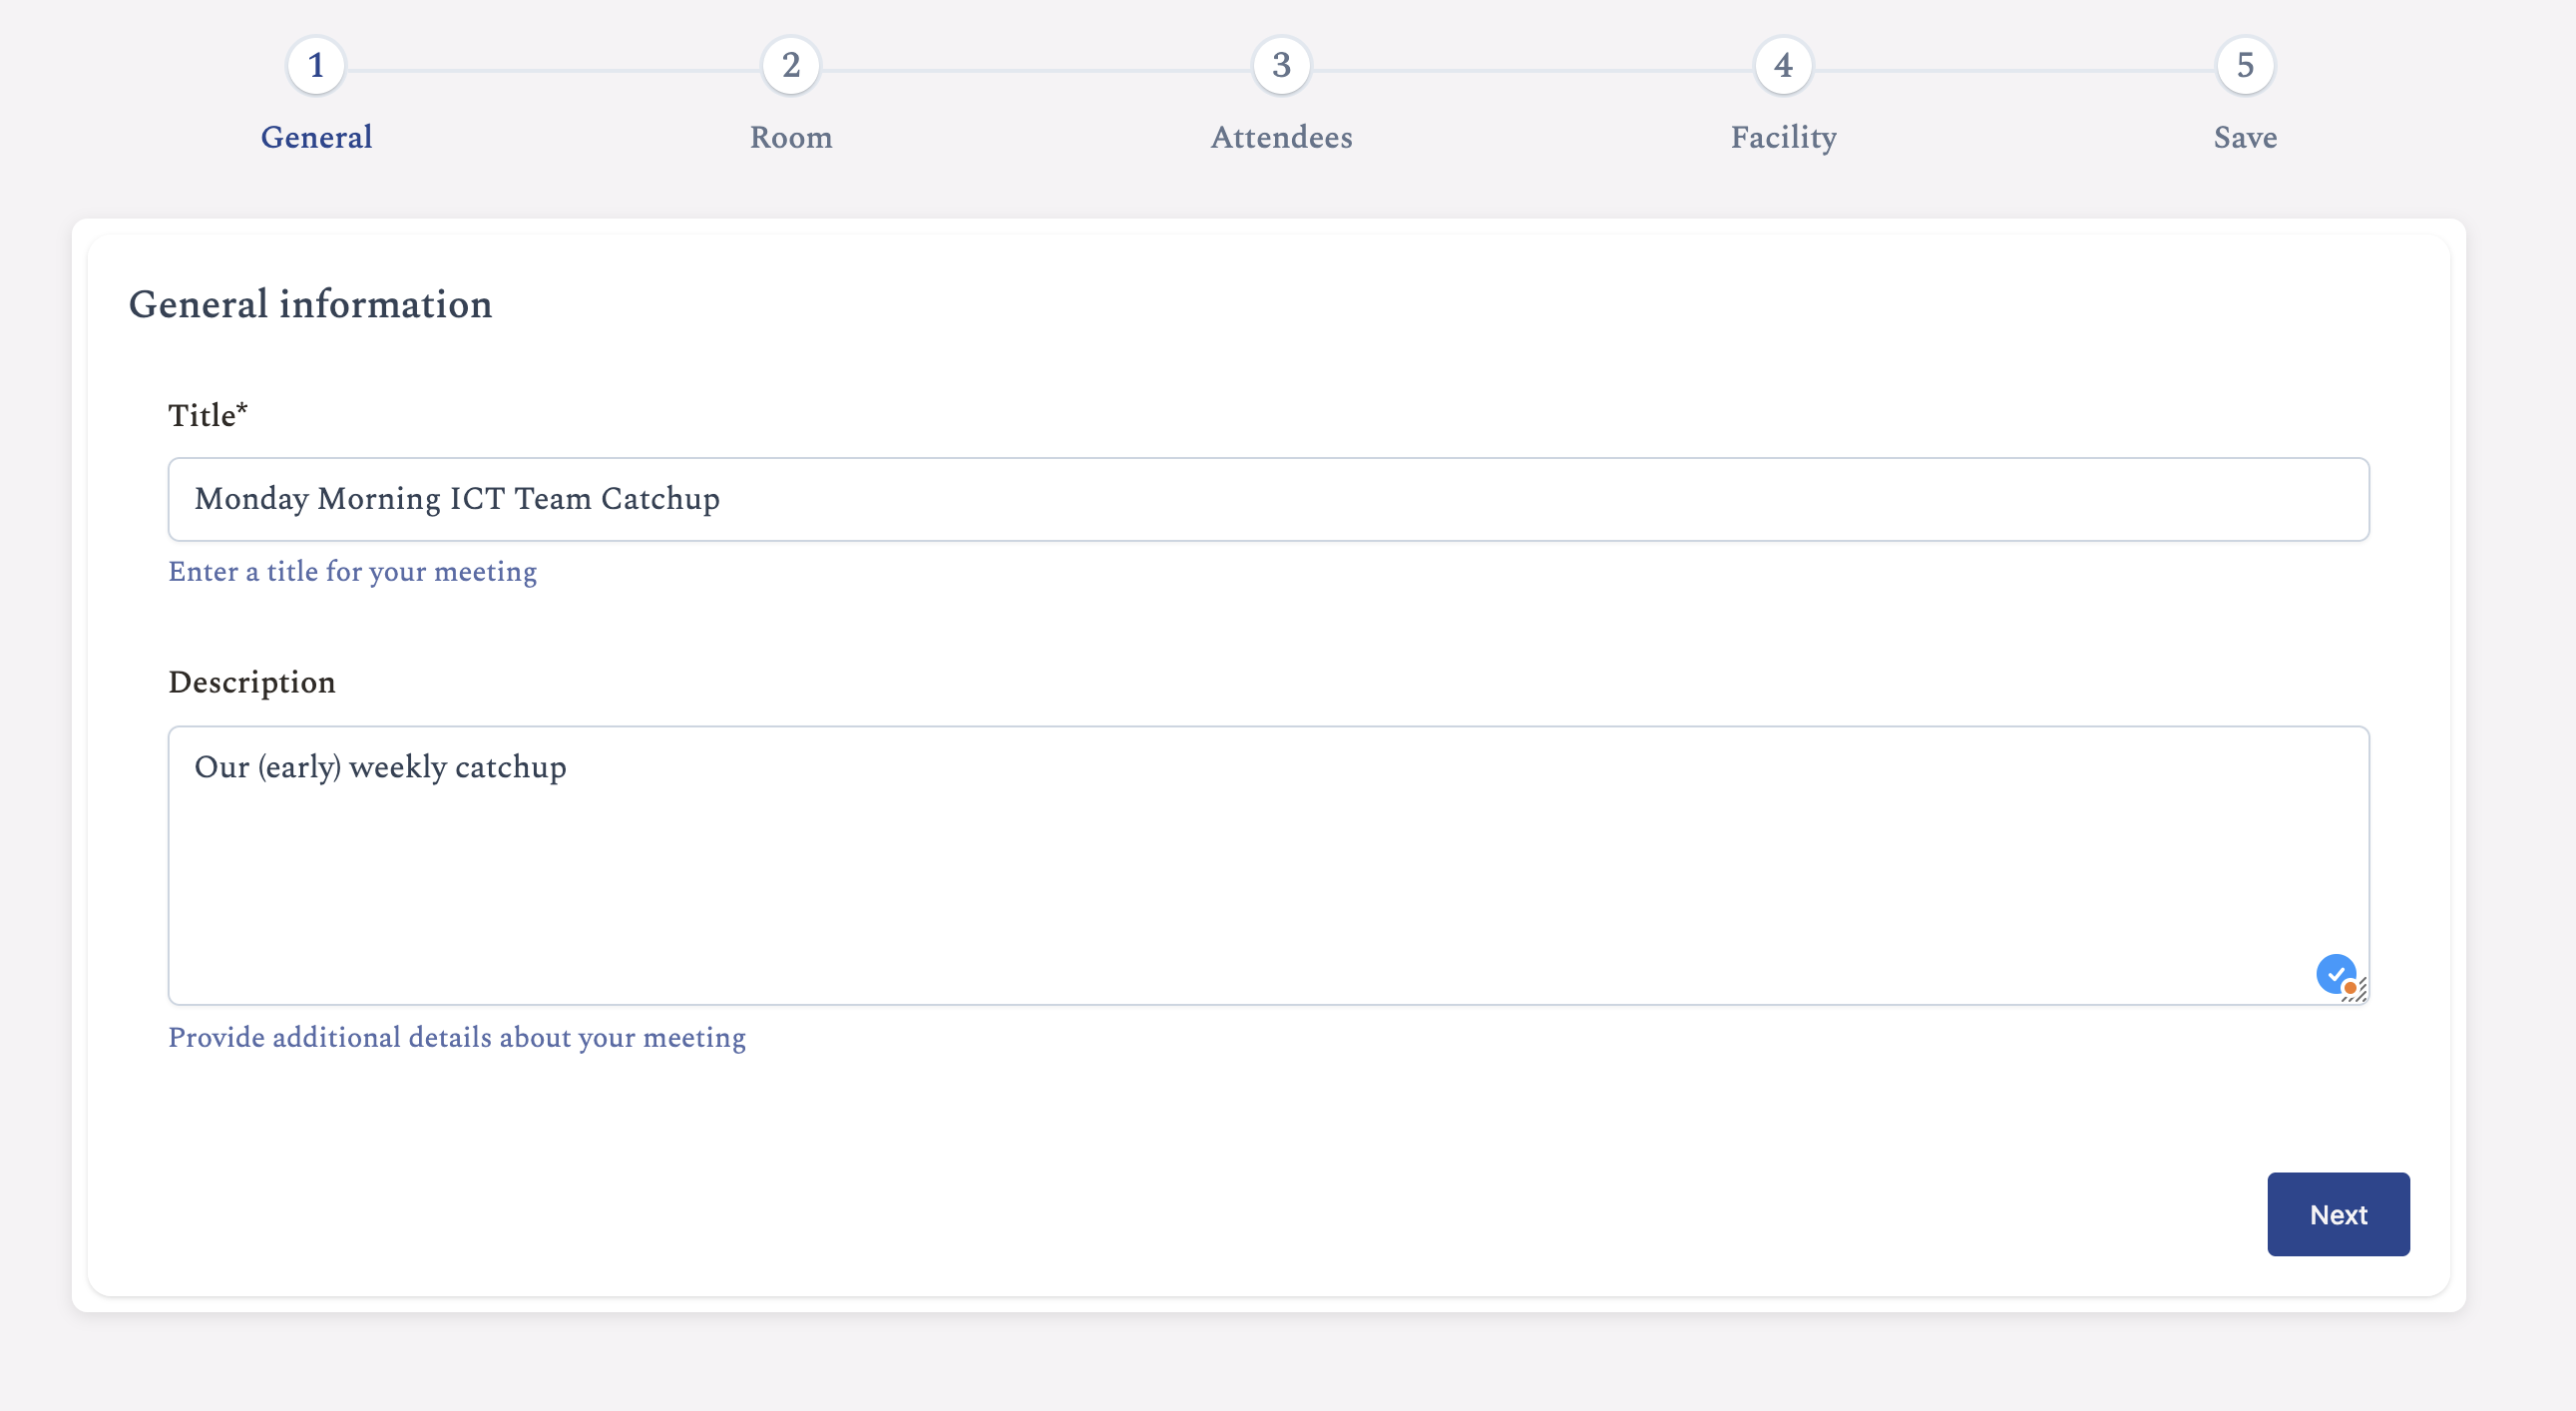 1
General
2
Room
3
Attendees
4
Facility
5
Save
General information
Title*
Monday Morning ICT Team Catchup
Enter a title for your meeting
Description
Our (early) weekly catchup
Provide additional details about your meeting
Next